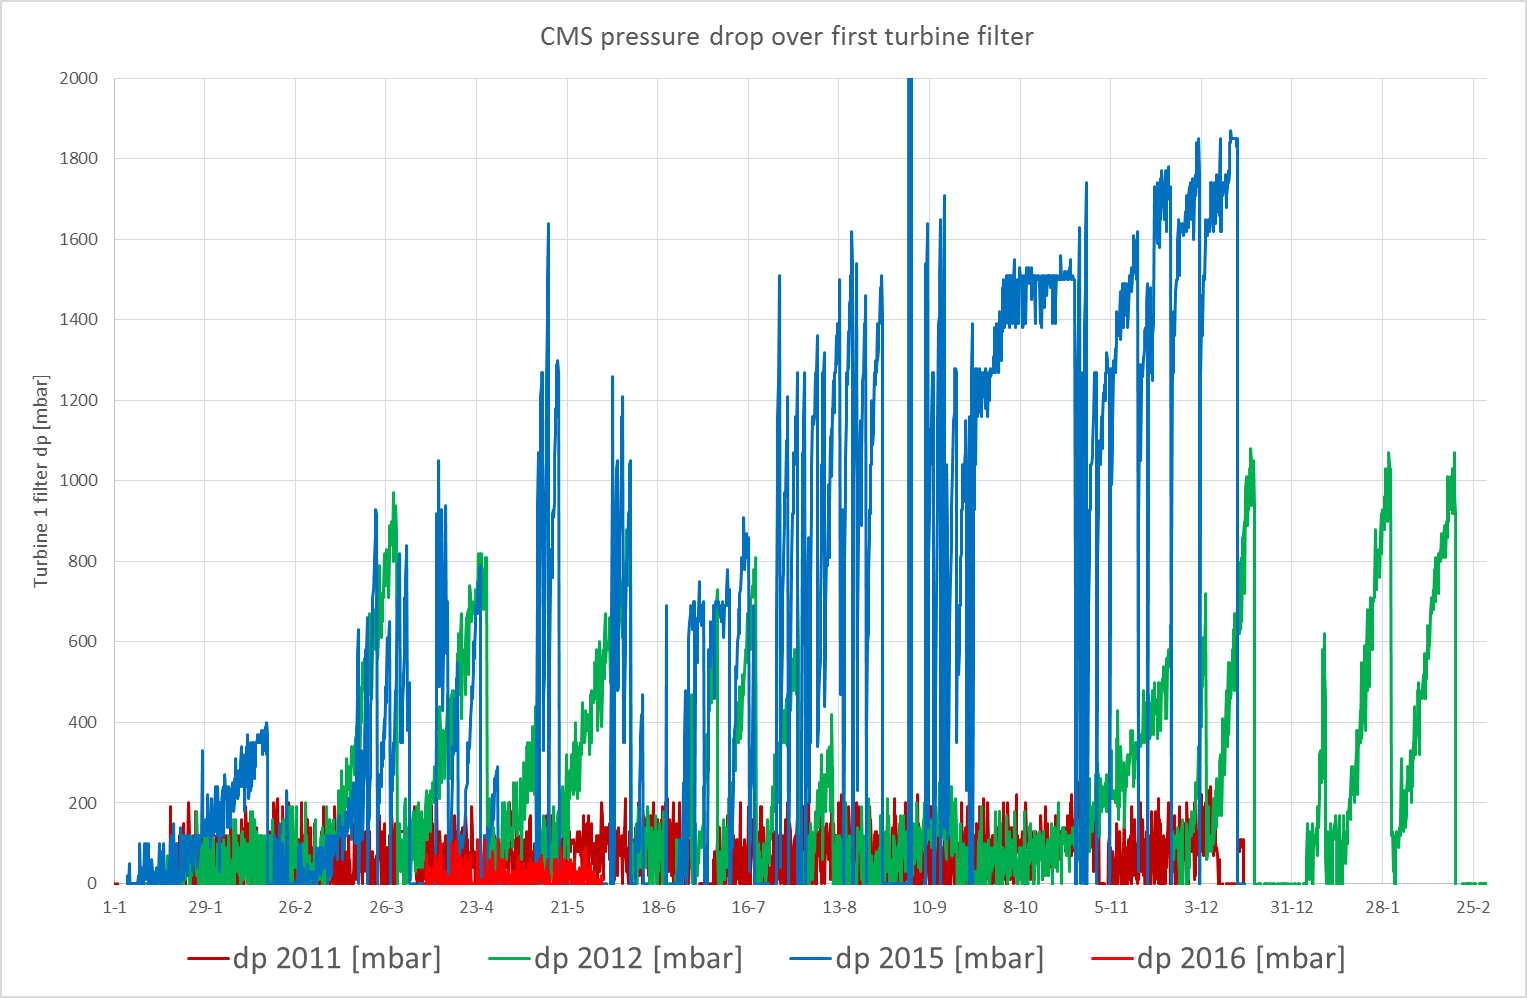 CMS pressure drop over first turbine filter
2000
1800
1600
1400
1200
1000
800
600
400
200
0
Turbine 1 filter dp [mbar]
1-1 29-1 26-2 26-3 23-4 21-5 18-6 16-7 13-8 10-9 8-10 5-11 3-12 31-12 28-1 25-2
dp 2011 [mbar] dp 2012 [mbar] dp 2015 [mbar] dp 2016 [mbar]